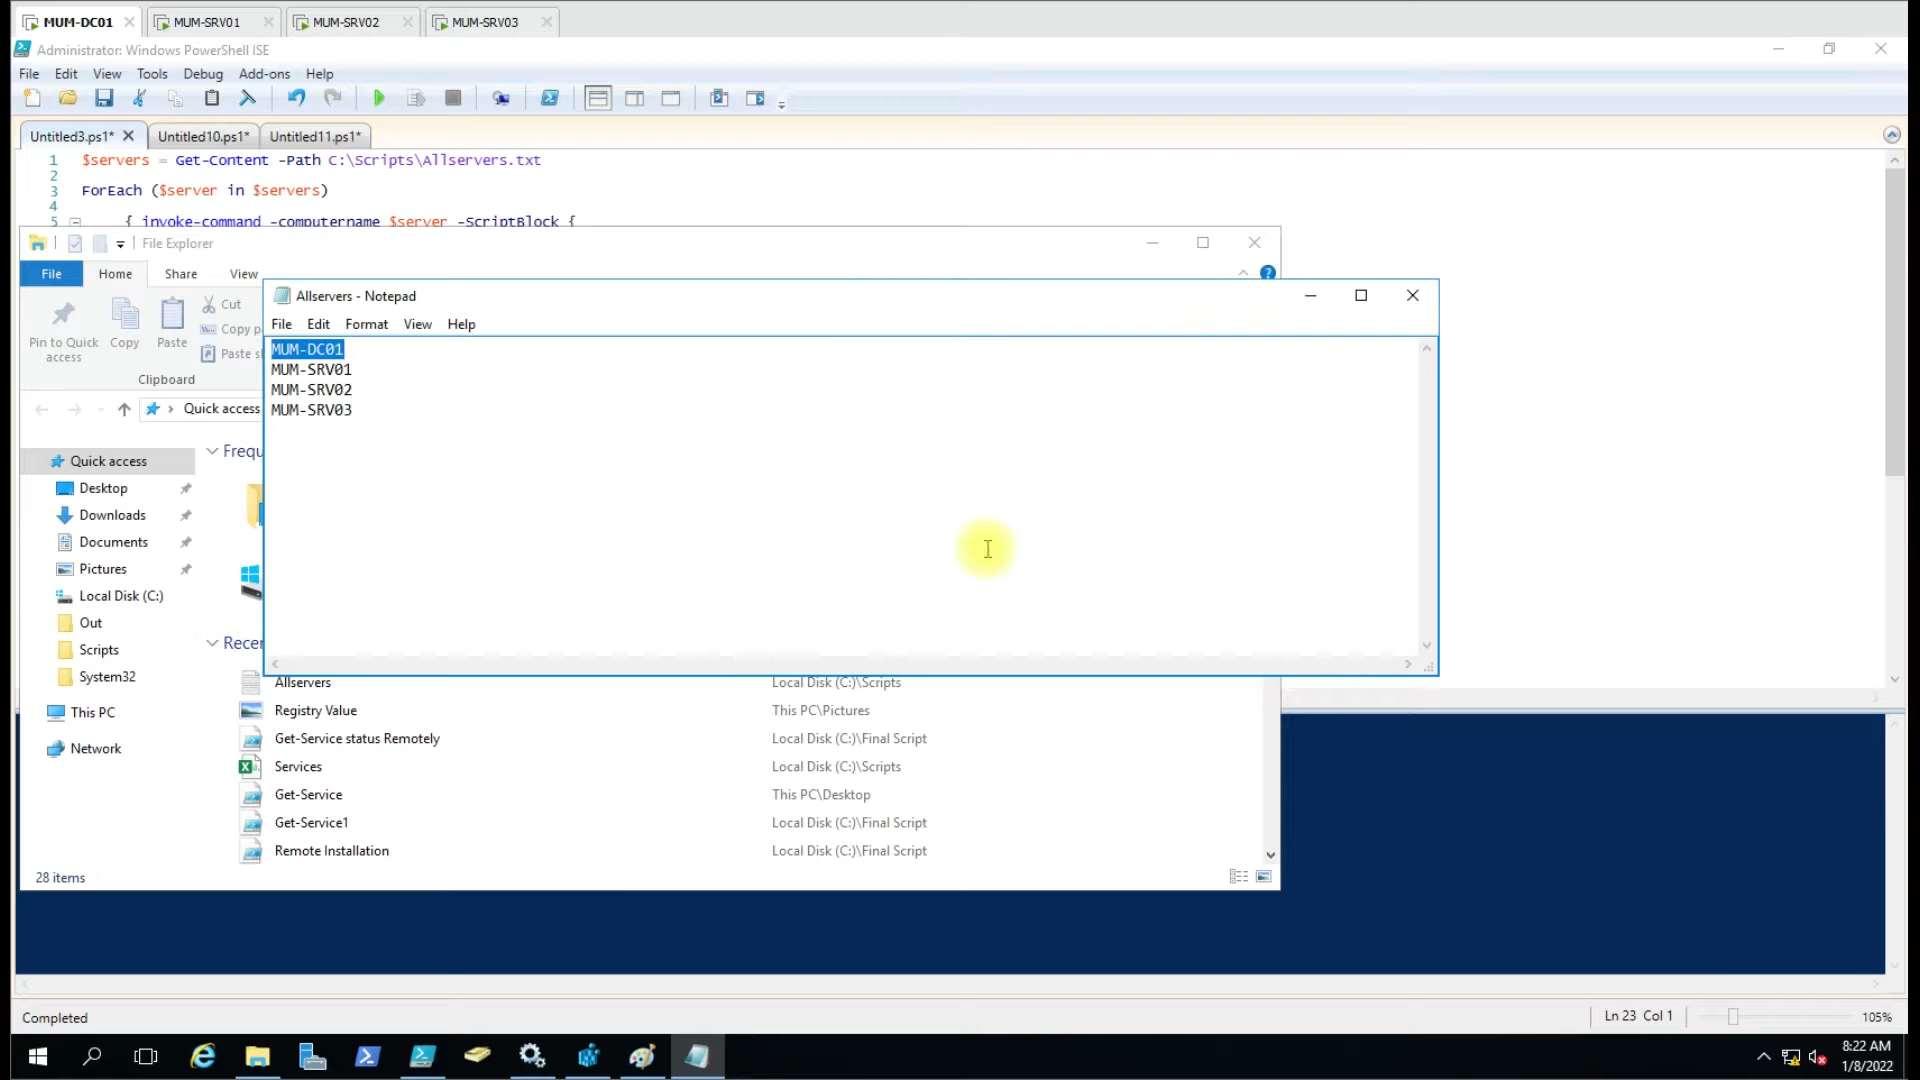 MUM-DC01 MUM-SRV01 MUM-SRV02 MUM-SRV03
Administrator: Windows PowerShell ISE
File Edit View Tools Debug Add-ons Help
Untitled3.ps1* Untitled10.ps1* Untitled11.ps1*
1 $servers = Get-Content -Path C:\Scripts\Allservers.txt
2
3 ForEach ($server in $servers)
4
5 { invoke-command -computername $server -ScriptBlock {
File Explorer
File Home Share View
Allservers - Notepad
File Edit Format View Help
MUM-DC01
MUM-SRV01
MUM-SRV02
MUM-SRV03
Cut
Copy p
Paste s
Pin to Quick access
Copy
Paste
Clipboard
Quick access
Quick access
Desktop
Downloads
Documents
Pictures
Local Disk (C:)
Out
Scripts
System32
This PC
Network
Frequ
Recen
Allservers Local Disk (C:)\Scripts
Registry Value This PC\Pictures
Get-Service status Remotely Local Disk (C:)\Final Script
Services Local Disk (C:)\Scripts
Get-Service This PC\Desktop
Get-Service1 Local Disk (C:)\Final Script
Remote Installation Local Disk (C:)\Final Script
28 items
Completed
Ln 23 Col 1
105%
8:22 AM
1/8/2022